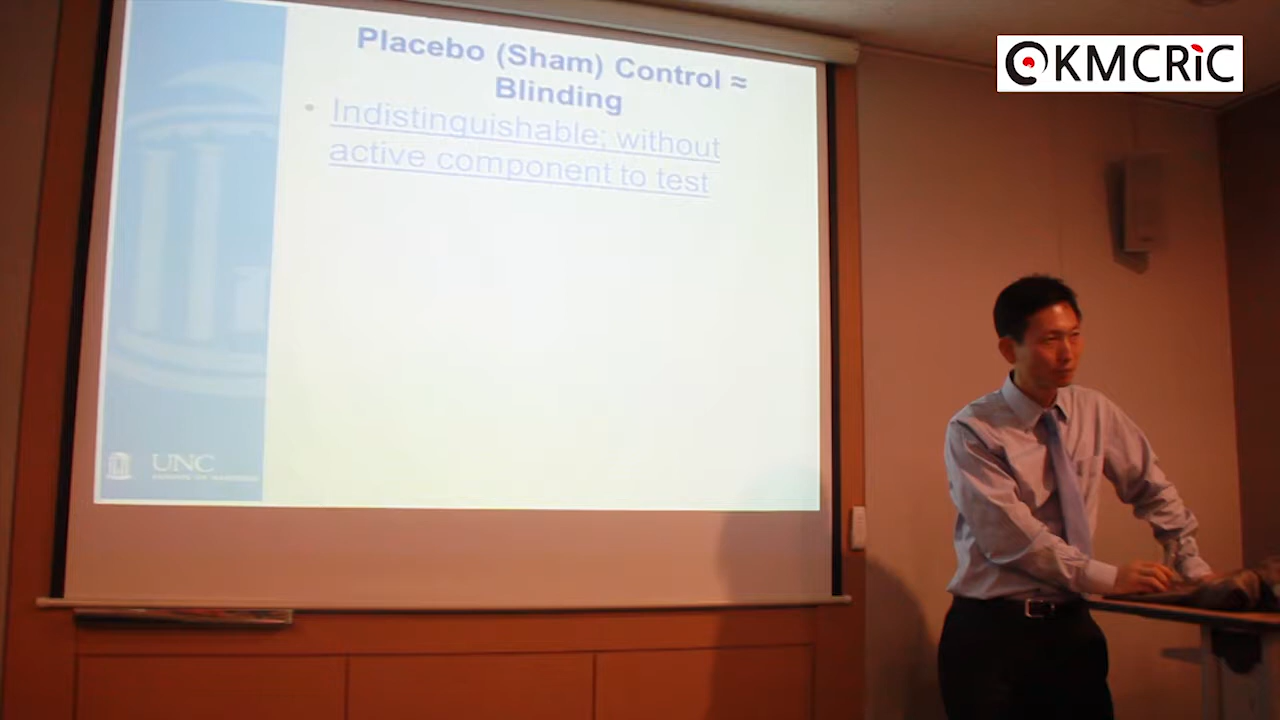 Placebo (Sham) Control ≈
Blinding
• Indistinguishable; without
active component to test
UNC
KMCRiC